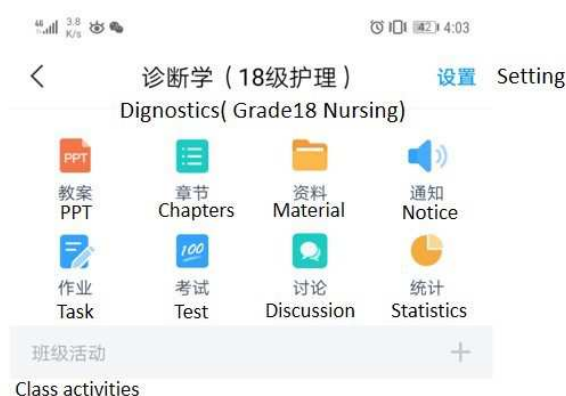 48 3.8 K/s 42 4:03
诊断学（18级护理） 设置 Setting
Dignostics( Grade18 Nursing)
PPT
教案 章节 资料 通知
PPT Chapters Material Notice
100
作业 考试 讨论 统计
Task Test Discussion Statistics
班级活动
Class activities